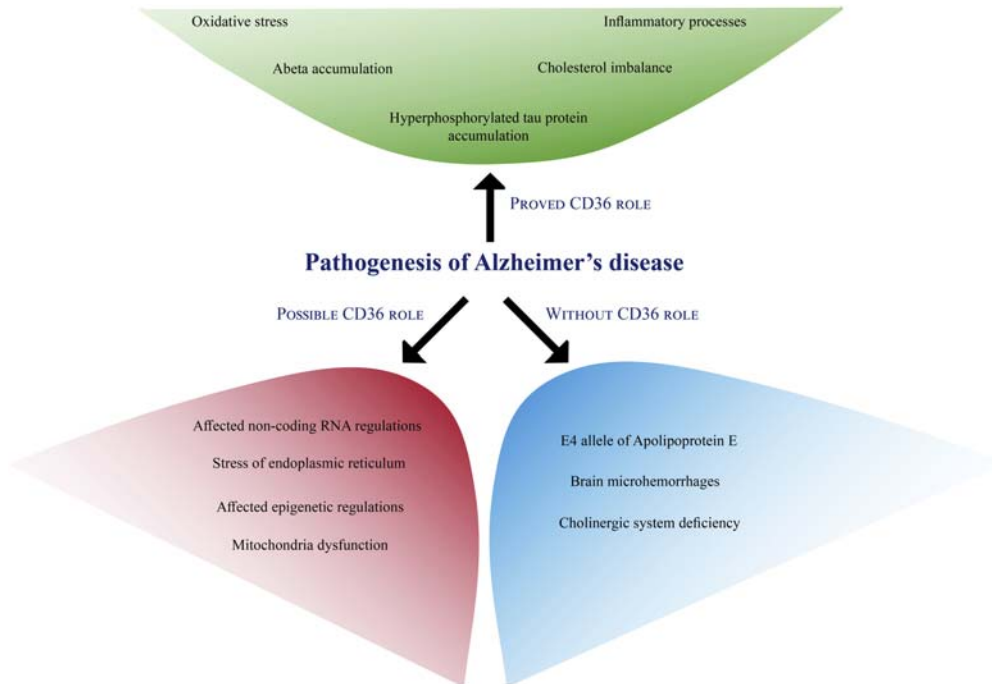 Oxidative stress
Inflammatory processes
Abeta accumulation
Cholesterol imbalance
Hyperphosphorylated tau protein
accumulation
PROVED CD36 ROLE
Pathogenesis of Alzheimer’s disease
POSSIBLE CD36 ROLE
WITHOUT CD36 ROLE
Affected non-coding RNA regulations
Stress of endoplasmic reticulum
Affected epigenetic regulations
Mitochondria dysfunction
E4 allele of Apolipoprotein E
Brain microhemorrhages
Cholinergic system deficiency